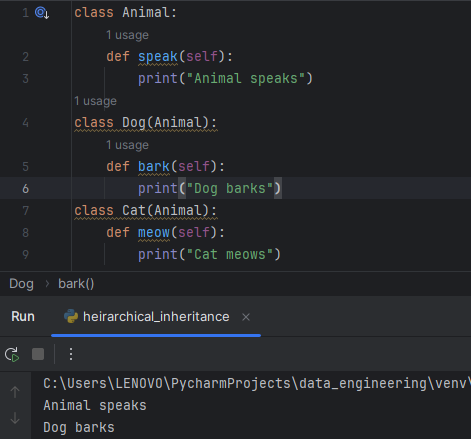 1 class Animal:
1 usage
2 def speak(self):
3 print("Animal speaks")
1 usage
4 class Dog(Animal):
1 usage
5 def bark(self):
6 print("Dog barks")
7 class Cat(Animal):
8 def meow(self):
9 print("Cat meows")
Dog > bark()
Run heirarchical_inheritance ×
C:\Users\LENOVO\PycharmProjects\data_engineering\venv\
Animal speaks
Dog barks